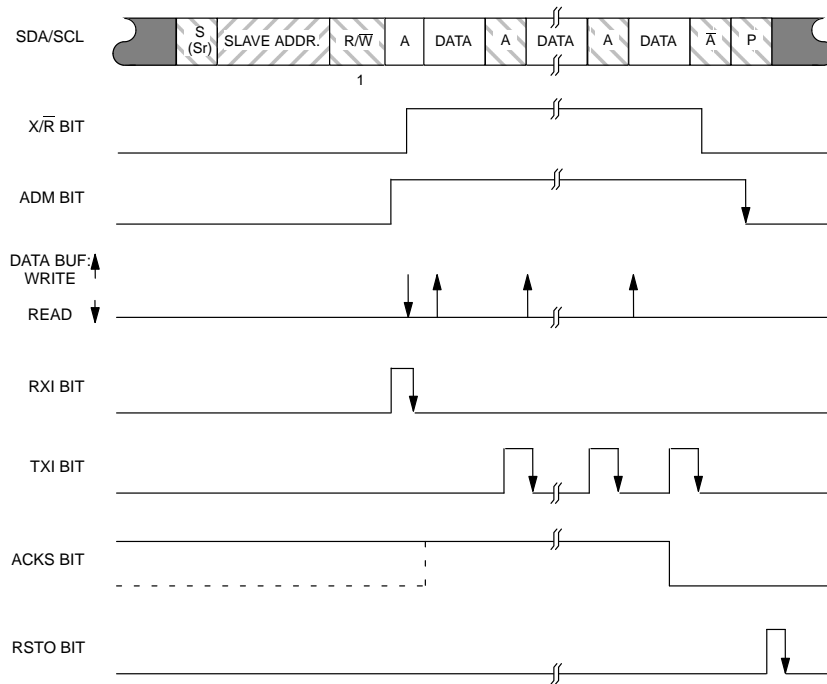 SDA/SCL S (Sr) SLAVE ADDR. R/W̅ A DATA A DATA A DATA A̅ P
1
X/R̅ BIT
ADM BIT
DATA BUF:
WRITE
READ
RXI BIT
TXI BIT
ACKS BIT
RSTO BIT